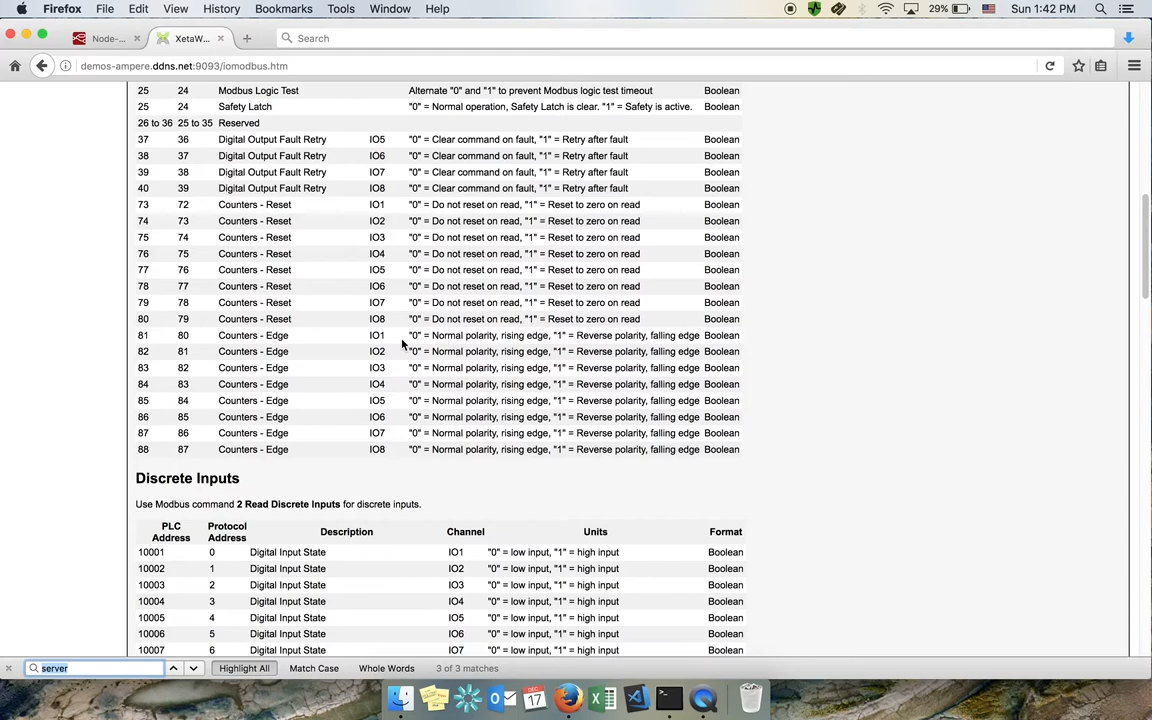 Firefox File Edit View History Bookmarks Tools Window Help 29% Sun 1:42 PM
Node-... XetaW... Search
demos-ampere.ddns.net:9093/iomodbus.htm
25 24 Modbus Logic Test Alternate "0" and "1" to prevent Modbus logic test timeout Boolean
25 24 Safety Latch "0" = Normal operation, Safety Latch is clear. "1" = Safety is active. Boolean
26 to 36 25 to 35 Reserved
37 36 Digital Output Fault Retry IO5 "0" = Clear command on fault, "1" = Retry after fault Boolean
38 37 Digital Output Fault Retry IO6 "0" = Clear command on fault, "1" = Retry after fault Boolean
39 38 Digital Output Fault Retry IO7 "0" = Clear command on fault, "1" = Retry after fault Boolean
40 39 Digital Output Fault Retry IO8 "0" = Clear command on fault, "1" = Retry after fault Boolean
73 72 Counters - Reset IO1 "0" = Do not reset on read, "1" = Reset to zero on read Boolean
74 73 Counters - Reset IO2 "0" = Do not reset on read, "1" = Reset to zero on read Boolean
75 74 Counters - Reset IO3 "0" = Do not reset on read, "1" = Reset to zero on read Boolean
76 75 Counters - Reset IO4 "0" = Do not reset on read, "1" = Reset to zero on read Boolean
77 76 Counters - Reset IO5 "0" = Do not reset on read, "1" = Reset to zero on read Boolean
78 77 Counters - Reset IO6 "0" = Do not reset on read, "1" = Reset to zero on read Boolean
79 78 Counters - Reset IO7 "0" = Do not reset on read, "1" = Reset to zero on read Boolean
80 79 Counters - Reset IO8 "0" = Do not reset on read, "1" = Reset to zero on read Boolean
81 80 Counters - Edge IO1 "0" = Normal polarity, rising edge, "1" = Reverse polarity, falling edge Boolean
82 81 Counters - Edge IO2 "0" = Normal polarity, rising edge, "1" = Reverse polarity, falling edge Boolean
83 82 Counters - Edge IO3 "0" = Normal polarity, rising edge, "1" = Reverse polarity, falling edge Boolean
84 83 Counters - Edge IO4 "0" = Normal polarity, rising edge, "1" = Reverse polarity, falling edge Boolean
85 84 Counters - Edge IO5 "0" = Normal polarity, rising edge, "1" = Reverse polarity, falling edge Boolean
86 85 Counters - Edge IO6 "0" = Normal polarity, rising edge, "1" = Reverse polarity, falling edge Boolean
87 86 Counters - Edge IO7 "0" = Normal polarity, rising edge, "1" = Reverse polarity, falling edge Boolean
88 87 Counters - Edge IO8 "0" = Normal polarity, rising edge, "1" = Reverse polarity, falling edge Boolean
Discrete Inputs
Use Modbus command 2 Read Discrete Inputs for discrete inputs.
PLC Protocol
Address Address Description Channel Units Format
10001 0 Digital Input State IO1 "0" = low input, "1" = high input Boolean
10002 1 Digital Input State IO2 "0" = low input, "1" = high input Boolean
10003 2 Digital Input State IO3 "0" = low input, "1" = high input Boolean
10004 3 Digital Input State IO4 "0" = low input, "1" = high input Boolean
10005 4 Digital Input State IO5 "0" = low input, "1" = high input Boolean
10006 5 Digital Input State IO6 "0" = low input, "1" = high input Boolean
10007 6 Digital Input State IO7 "0" = low input, "1" = high input Boolean
server Highlight All Match Case Whole Words 3 of 3 matches
DEC
17